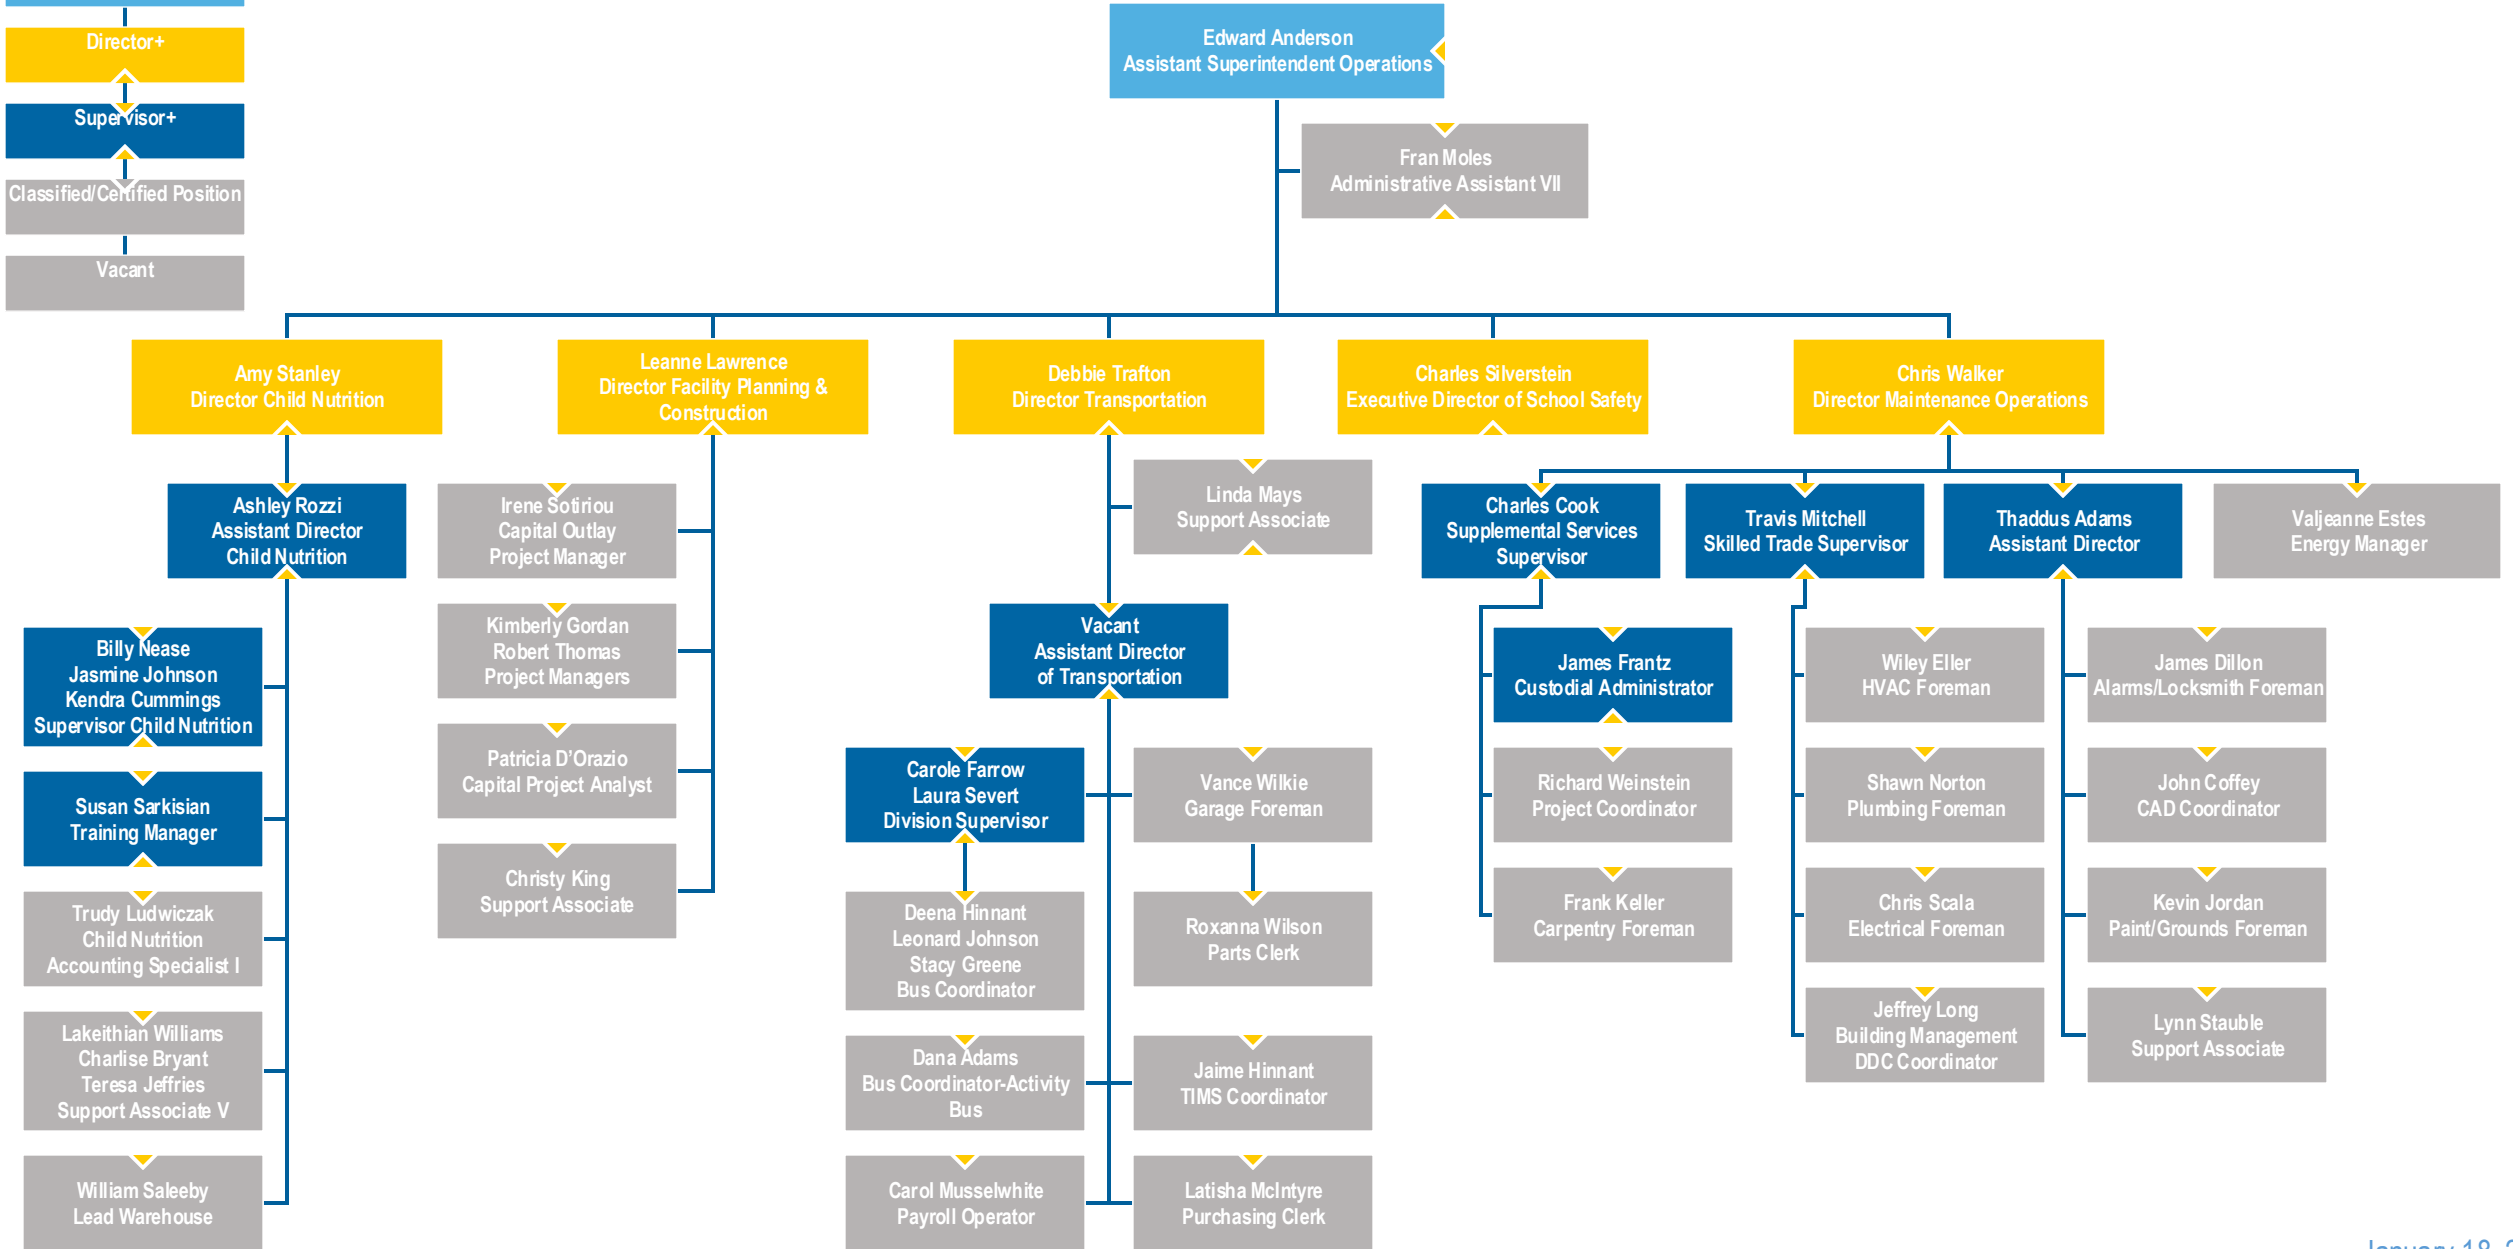 Director+
Supervisor+
Classified/Certified Position
Vacant
Edward Anderson
Assistant Superintendent Operations
Fran Moles
Administrative Assistant VII
Amy Stanley
Director Child Nutrition
Leanne Lawrence
Director Facility Planning &
Construction
Debbie Trafton
Director Transportation
Charles Silverstein
Executive Director of School Safety
Chris Walker
Director Maintenance Operations
Ashley Rozzi
Assistant Director
Child Nutrition
Billy Nease
Jasmine Johnson
Kendra Cummings
Supervisor Child Nutrition
Susan Sarkisian
Training Manager
Trudy Ludwiczak
Child Nutrition
Accounting Specialist I
Lakeithian Williams
Charlise Bryant
Teresa Jeffries
Support Associate V
William Saleeby
Lead Warehouse
Irene Sotiriou
Capital Outlay
Project Manager
Kimberly Gordan
Robert Thomas
Project Managers
Patricia D’Orazio
Capital Project Analyst
Christy King
Support Associate
Linda Mays
Support Associate
Vacant
Assistant Director
of Transportation
Carole Farrow
Laura Severt
Division Supervisor
Vance Wilkie
Garage Foreman
Deena Hinnant
Leonard Johnson
Stacy Greene
Bus Coordinator
Roxanna Wilson
Parts Clerk
Dana Adams
Bus Coordinator-Activity
Bus
Jaime Hinnant
TIMS Coordinator
Carol Musselwhite
Payroll Operator
Latisha McIntyre
Purchasing Clerk
Charles Cook
Supplemental Services
Supervisor
James Frantz
Custodial Administrator
Richard Weinstein
Project Coordinator
Frank Keller
Carpentry Foreman
Travis Mitchell
Skilled Trade Supervisor
Wiley Eller
HVAC Foreman
Shawn Norton
Plumbing Foreman
Chris Scala
Electrical Foreman
Jeffrey Long
Building Management
DDC Coordinator
Thaddus Adams
Assistant Director
James Dillon
Alarms/Locksmith Foreman
John Coffey
CAD Coordinator
Kevin Jordan
Paint/Grounds Foreman
Lynn Stauble
Support Associate
Valjeanne Estes
Energy Manager
January 18,